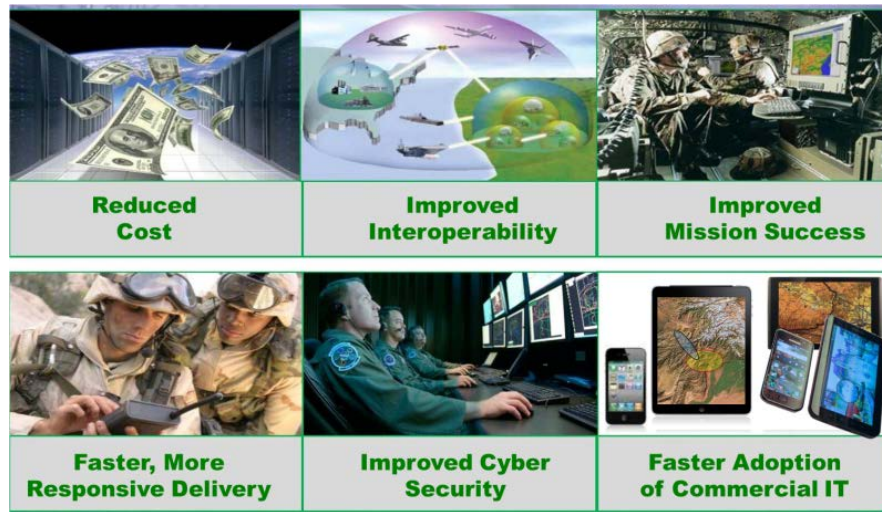 Reduced
Cost
Improved
Interoperability
Improved
Mission Success
Faster, More
Responsive Delivery
Improved Cyber
Security
Faster Adoption
of Commercial IT